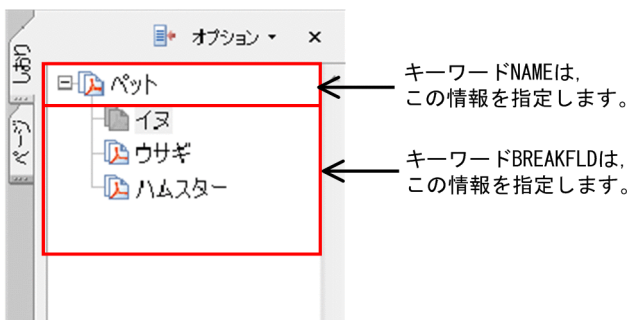 オプション ▾ ×
しおり
ページ
ペット
イヌ
ウサギ
ハムスター
キーワードNAMEは,
この情報を指定します。
キーワードBREAKFLDは,
この情報を指定します。